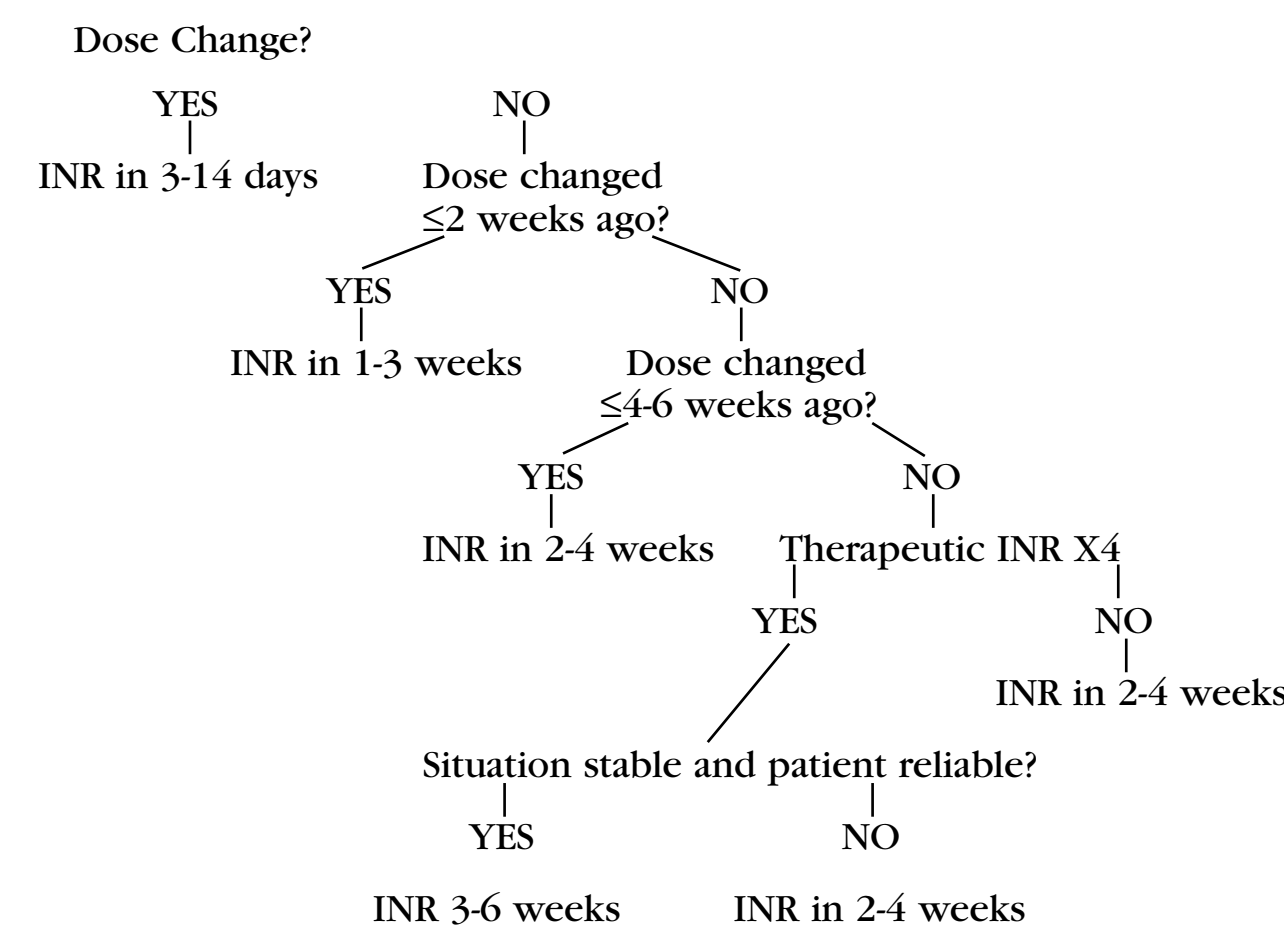 Dose Change?
YES NO
INR in 3-14 days Dose changed
≤2 weeks ago?
YES NO
INR in 1-3 weeks Dose changed
≤4-6 weeks ago?
YES NO
INR in 2-4 weeks Therapeutic INR X4
YES NO
INR in 2-4 weeks
Situation stable and patient reliable?
YES NO
INR 3-6 weeks INR in 2-4 weeks